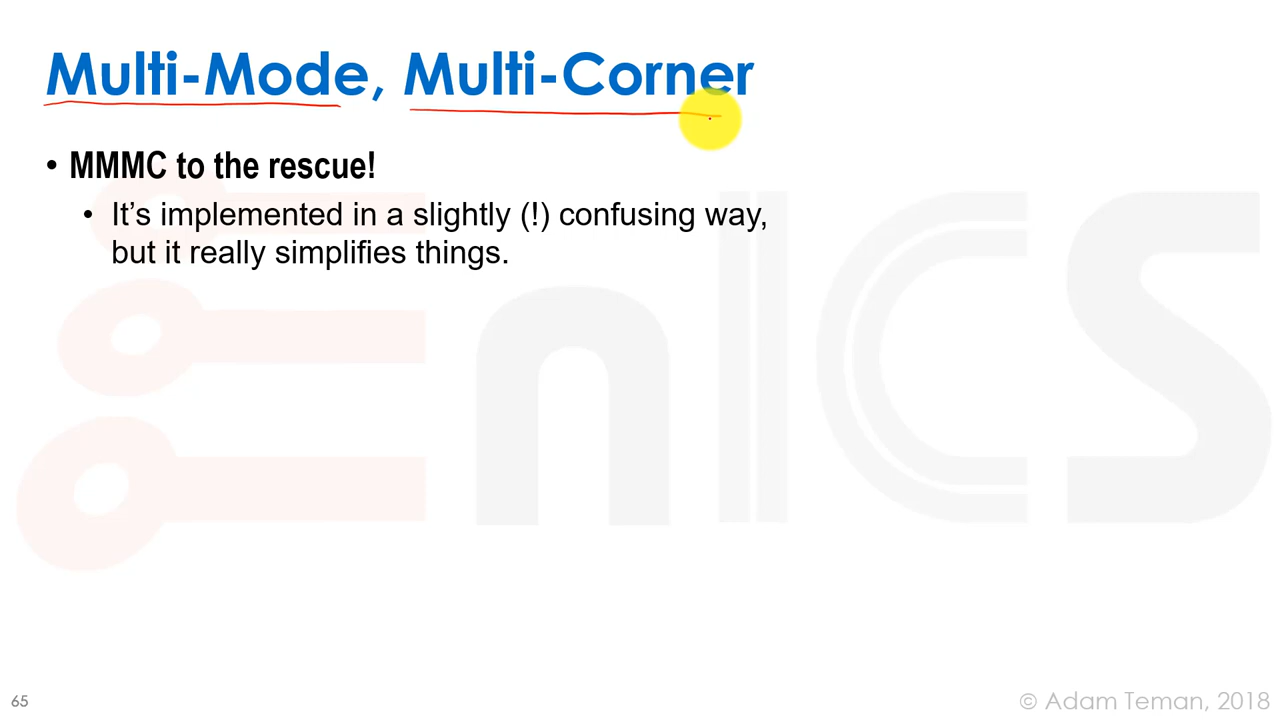 Multi-Mode, Multi-Corner
• MMMC to the rescue!
• It’s implemented in a slightly (!) confusing way,
but it really simplifies things.
EnICS
65
© Adam Teman, 2018